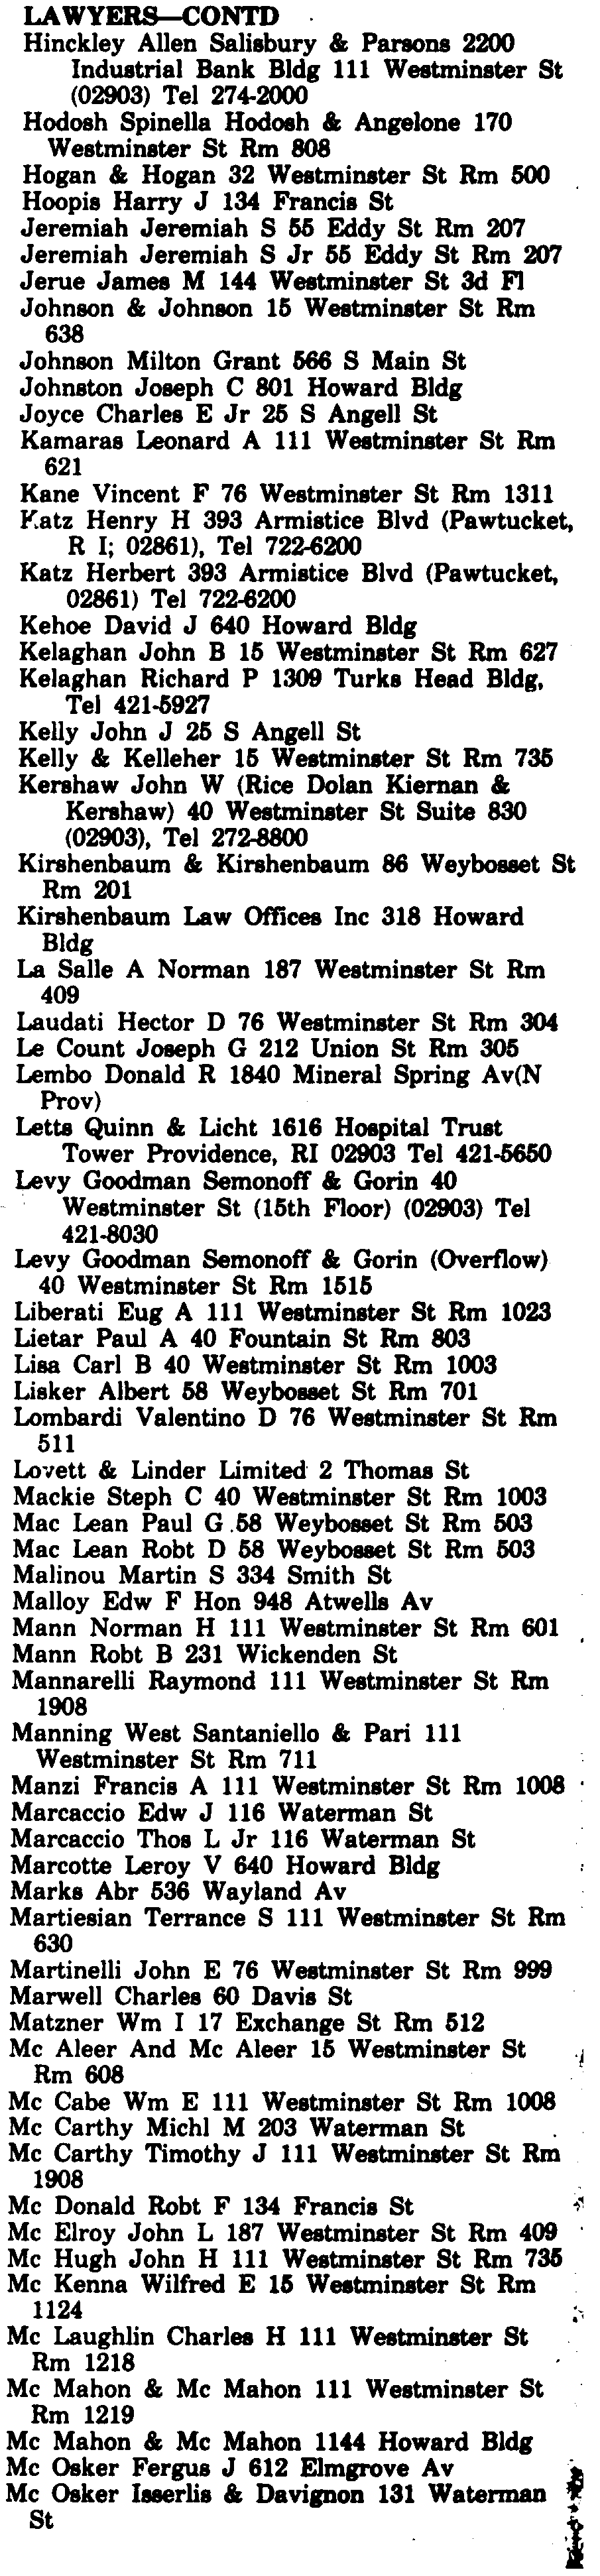 LAWYERS—CONTD
Hinckley Allen Salisbury & Parsons 2200
Industrial Bank Bldg 111 Westminster St
(02903) Tel 274-2000
Hodosh Spinella Hodosh & Angelone 170
Westminster St Rm 808
Hogan & Hogan 32 Westminster St Rm 500
Hoopis Harry J 134 Francis St
Jeremiah Jeremiah S 55 Eddy St Rm 207
Jeremiah Jeremiah S Jr 55 Eddy St Rm 207
Jerue James M 144 Westminster St 3d Fl
Johnson & Johnson 15 Westminster St Rm
638
Johnson Milton Grant 566 S Main St
Johnston Joseph C 801 Howard Bldg
Joyce Charles E Jr 25 S Angell St
Kamaras Leonard A 111 Westminster St Rm
621
Kane Vincent F 76 Westminster St Rm 1311
Katz Henry H 393 Armistice Blvd (Pawtucket,
R I; 02861), Tel 722-6200
Katz Herbert 393 Armistice Blvd (Pawtucket,
02861) Tel 722-6200
Kehoe David J 640 Howard Bldg
Kelaghan John B 15 Westminster St Rm 627
Kelaghan Richard P 1309 Turks Head Bldg,
Tel 421-5927
Kelly John J 25 S Angell St
Kelly & Kelleher 15 Westminster St Rm 735
Kershaw John W (Rice Dolan Kiernan &
Kershaw) 40 Westminster St Suite 830
(02903), Tel 272-8800
Kirshenbaum & Kirshenbaum 86 Weybosset St
Rm 201
Kirshenbaum Law Offices Inc 318 Howard
Bldg
La Salle A Norman 187 Westminster St Rm
409
Laudati Hector D 76 Westminster St Rm 304
Le Count Joseph G 212 Union St Rm 305
Lembo Donald R 1840 Mineral Spring Av(N
Prov)
Letts Quinn & Licht 1616 Hospital Trust
Tower Providence, RI 02903 Tel 421-5650
Levy Goodman Semonoff & Gorin 40
Westminster St (15th Floor) (02903) Tel
421-8030
Levy Goodman Semonoff & Gorin (Overflow)
40 Westminster St Rm 1515
Liberati Eug A 111 Westminster St Rm 1023
Lietar Paul A 40 Fountain St Rm 803
Lisa Carl B 40 Westminster St Rm 1003
Lisker Albert 58 Weybosset St Rm 701
Lombardi Valentino D 76 Westminster St Rm
511
Lovett & Linder Limited 2 Thomas St
Mackie Steph C 40 Westminster St Rm 1003
Mac Lean Paul G 58 Weybosset St Rm 503
Mac Lean Robt D 58 Weybosset St Rm 503
Malinou Martin S 334 Smith St
Malloy Edw F Hon 948 Atwells Av
Mann Norman H 111 Westminster St Rm 601
Mann Robt B 231 Wickenden St
Mannarelli Raymond 111 Westminster St Rm
1908
Manning West Santaniello & Pari 111
Westminster St Rm 711
Manzi Francis A 111 Westminster St Rm 1008
Marcaccio Edw J 116 Waterman St
Marcaccio Thos L Jr 116 Waterman St
Marcotte Leroy V 640 Howard Bldg
Marks Abr 536 Wayland Av
Martiesian Terrance S 111 Westminster St Rm
630
Martinelli John E 76 Westminster St Rm 999
Marwell Charles 60 Davis St
Matzner Wm I 17 Exchange St Rm 512
Mc Aleer And Mc Aleer 15 Westminster St
Rm 608
Mc Cabe Wm E 111 Westminster St Rm 1008
Mc Carthy Michl M 203 Waterman St
Mc Carthy Timothy J 111 Westminster St Rm
1908
Mc Donald Robt F 134 Francis St
Mc Elroy John L 187 Westminster St Rm 409
Mc Hugh John H 111 Westminster St Rm 735
Mc Kenna Wilfred E 15 Westminster St Rm
1124
Mc Laughlin Charles H 111 Westminster St
Rm 1218
Mc Mahon & Mc Mahon 111 Westminster St
Rm 1219
Mc Mahon & Mc Mahon 1144 Howard Bldg
Mc Osker Fergus J 612 Elmgrove Av
Mc Osker Isserlis & Davignon 131 Waterman
St